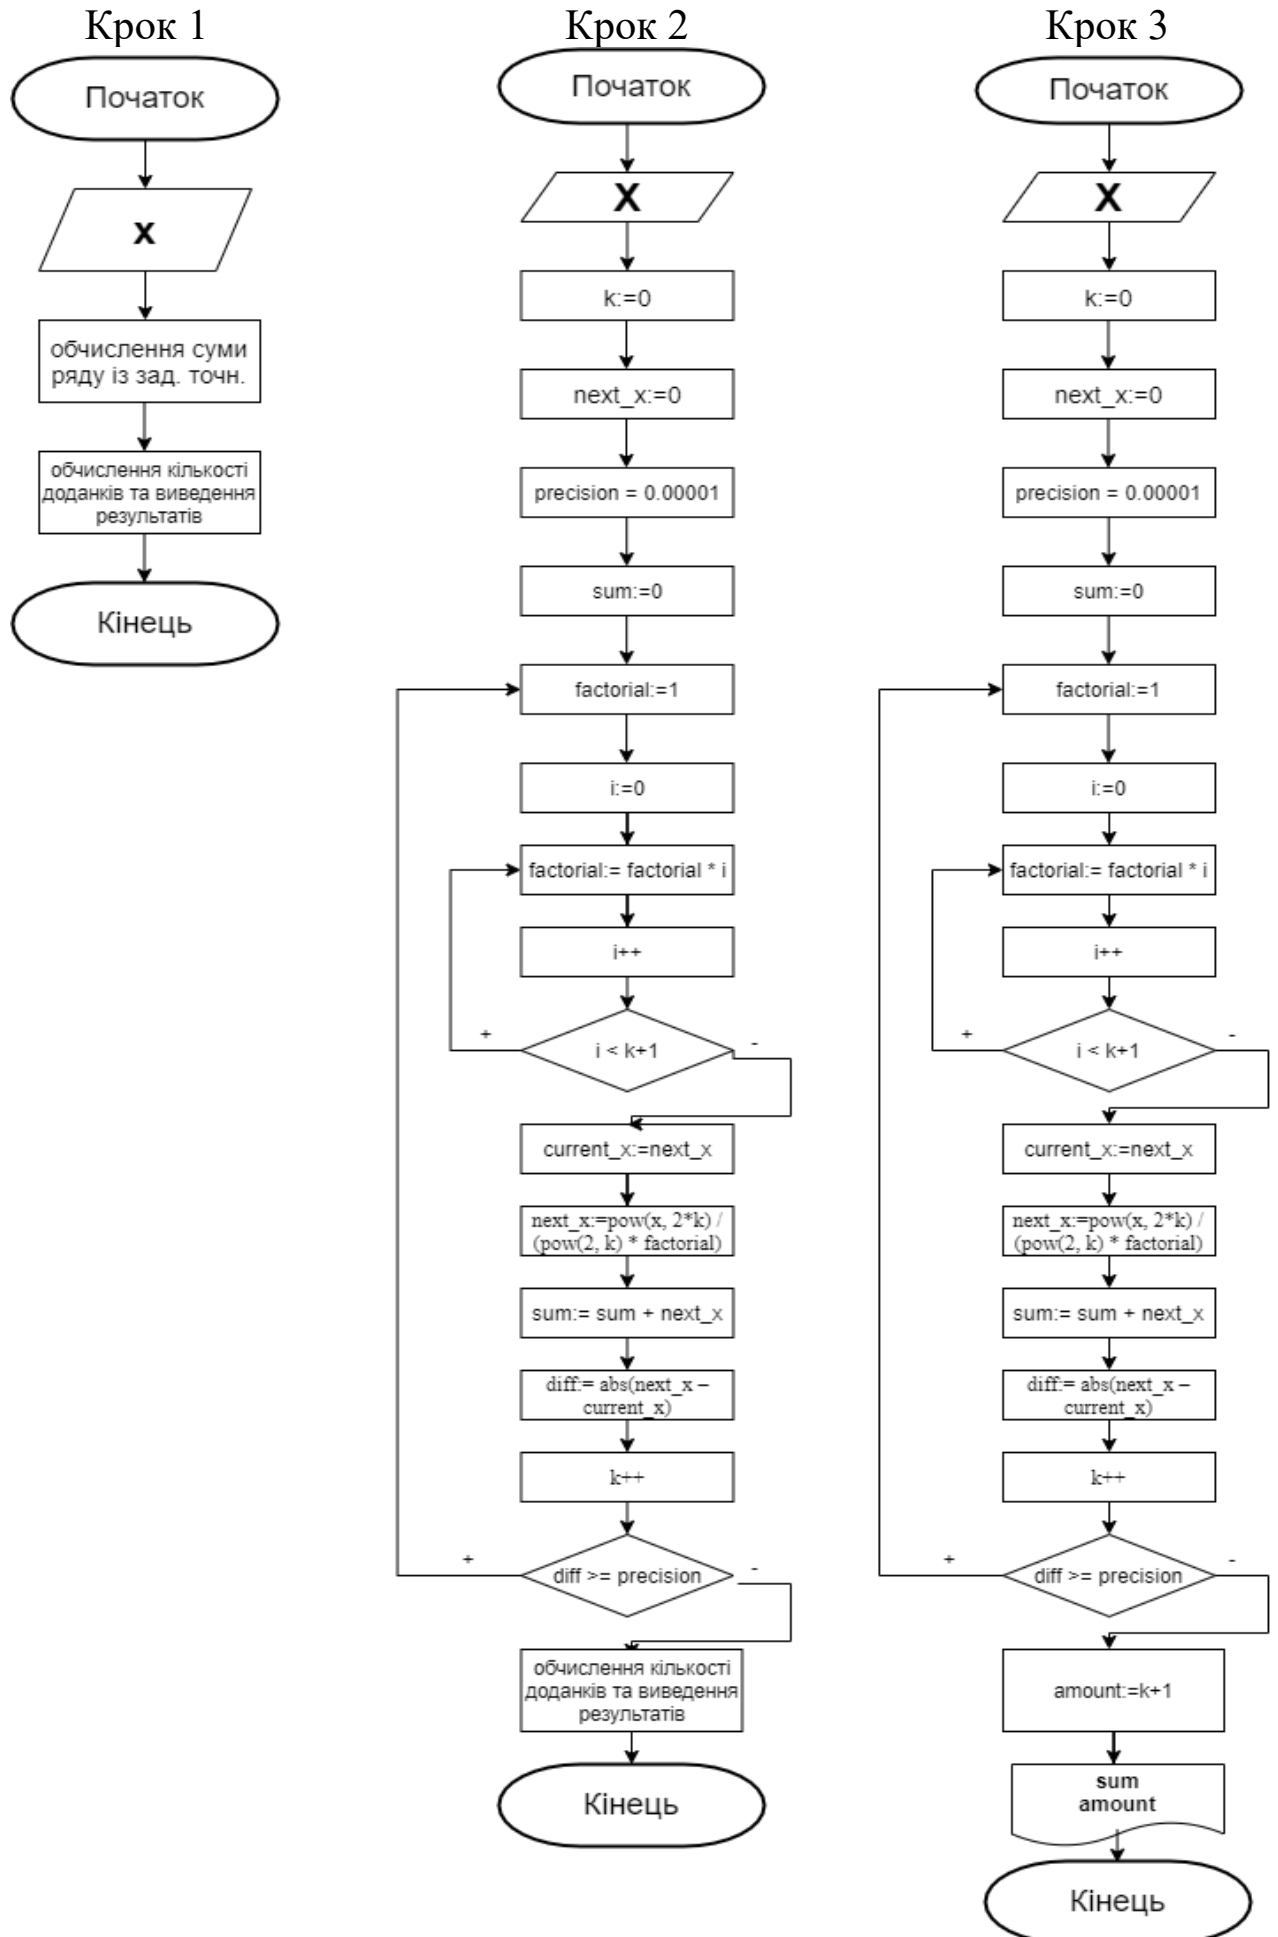 Крок 1
Початок
x
обчислення суми
ряду із зад. точн.
обчислення кількості
доданків та виведення
результатів
Кінець
Крок 2
Початок
X
k:=0
next_x:=0
precision = 0.00001
sum:=0
factorial:=1
i:=0
factorial:= factorial * i
i++
+
i < k+1
-
current_x:=next_x
next_x:=pow(x, 2*k) /
(pow(2, k) * factorial)
sum:= sum + next_x
diff:= abs(next_x –
current_x)
k++
+
diff >= precision
-
обчислення кількості
доданків та виведення
результатів
Кінець
Крок 3
Початок
X
k:=0
next_x:=0
precision = 0.00001
sum:=0
factorial:=1
i:=0
factorial:= factorial * i
i++
+
i < k+1
-
current_x:=next_x
next_x:=pow(x, 2*k) /
(pow(2, k) * factorial)
sum:= sum + next_x
diff:= abs(next_x –
current_x)
k++
+
diff >= precision
-
amount:=k+1
sum
amount
Кінець